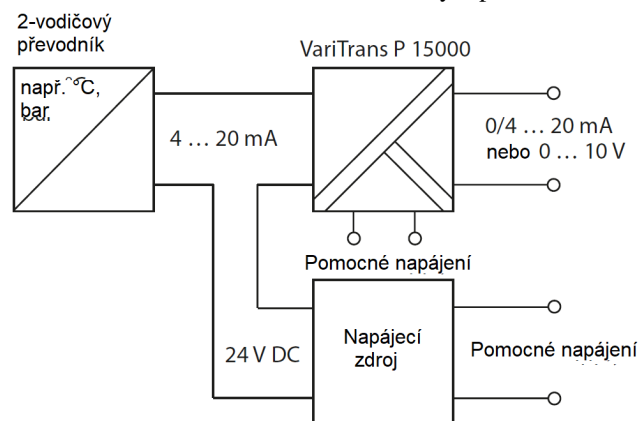 2-vodičový
převodník
VariTrans P 15000
např. °C,
bar
4 … 20 mA
0/4 … 20 mA
nebo 0 … 10 V
Pomocné napájení
24 V DC
Napájecí
zdroj
Pomocné napájení